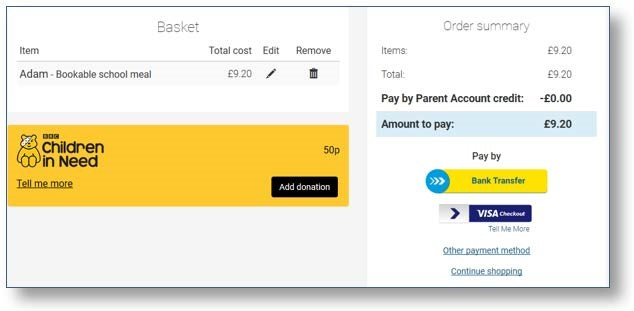 Basket
Item Total cost Edit Remove
Adam - Bookable school meal £9.20
BBC
Children
in Need
50p
Tell me more
Add donation
Order summary
Items: £9.20
Total: £9.20
Pay by Parent Account credit: -£0.00
Amount to pay: £9.20
Pay by
Bank Transfer
VISA Checkout
Tell Me More
Other payment method
Continue shopping